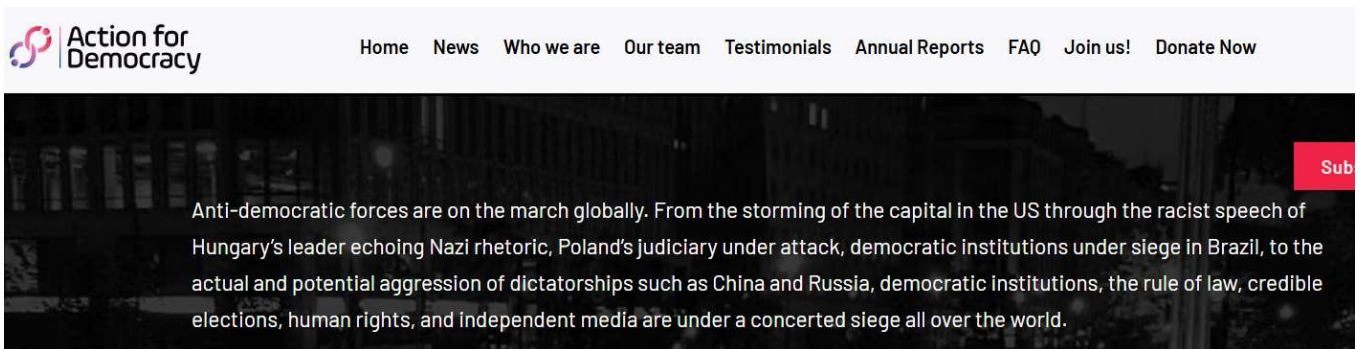 Action for
Democracy
Home News Who we are Our team Testimonials Annual Reports FAQ Join us! Donate Now
Anti-democratic forces are on the march globally. From the storming of the capital in the US through the racist speech of
Hungary's leader echoing Nazi rhetoric, Poland's judiciary under attack, democratic institutions under siege in Brazil, to the
actual and potential aggression of dictatorships such as China and Russia, democratic institutions, the rule of law, credible
elections, human rights, and independent media are under a concerted siege all over the world.